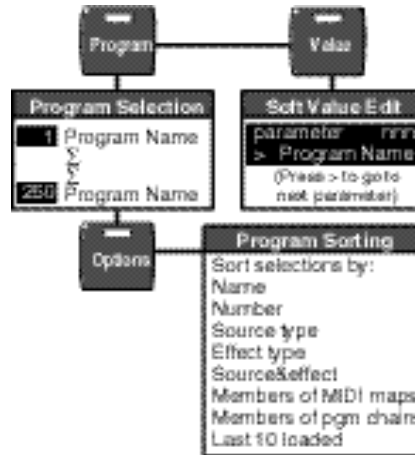 Program
Value
Program Selection
1 Program Name
Σ
Σ
250 Program Name
Soft Value Edit
parameter nnn
> Program Name
(Press > to go to
next parameter)
Options
Program Sorting
Sort selections by:
Name
Number
Source type
Effect type
Source&effect
Members of MIDI maps
Members of pgm chains
Last 10 loaded